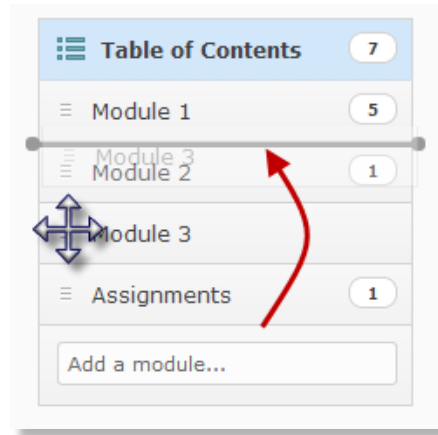 Table of Contents 7
Module 1 5
Module 3
Module 2 1
Module 3
Assignments 1
Add a module...